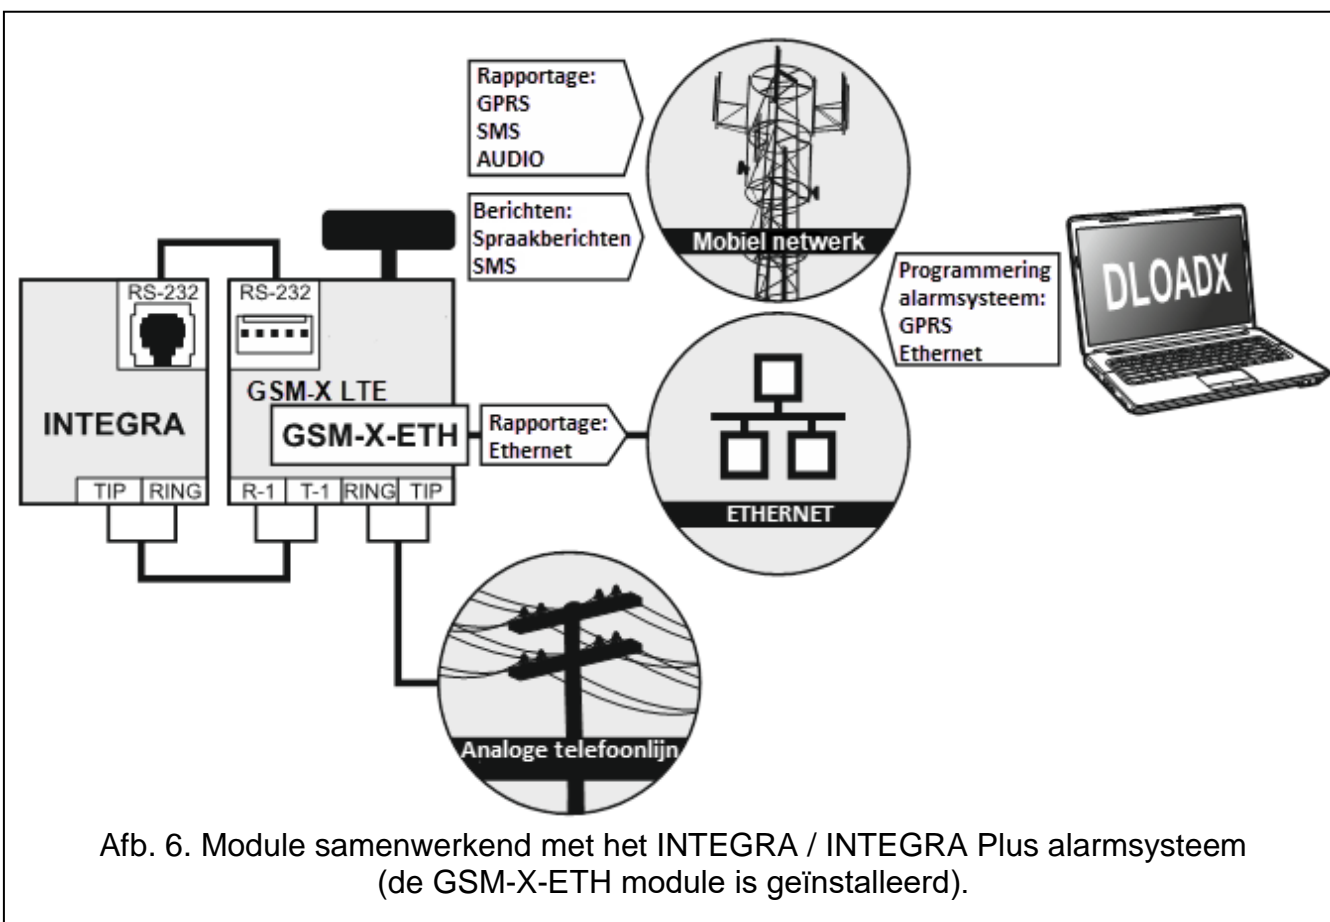 Rapportage:
GPRS
SMS
AUDIO
Berichten:
Spraakberichten
SMS
Mobiel netwerk
Programmering
alarmsysteem:
GPRS
Ethernet
DLOADX
RS-232
RS-232
INTEGRA
GSM-X LTE
GSM-X-ETH
Rapportage:
Ethernet
ETHERNET
TIP RING
R-1 T-1 RING TIP
Analoge telefoonlijn
Afb. 6. Module samenwerkend met het INTEGRA / INTEGRA Plus alarmsysteem
(de GSM-X-ETH module is geïnstalleerd).